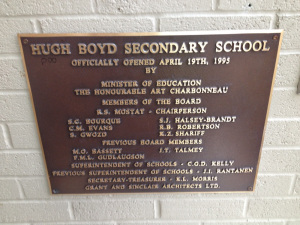 HUGH BOYD SECONDARY SCHOOL
OFFICIALLY OPENED APRIL 19TH, 1995
BY
MINISTER OF EDUCATION
THE HONOURABLE ART CHARBONNEAU
MEMBERS OF THE BOARD
R.S. MOSTAT - CHAIRPERSON
S.C. BOURQUE S.J. HALSEY-BRANDT
C.M. EVANS R.B. ROBERTSON
S. GWOZD K.Z. SHARIFF
PREVIOUS BOARD MEMBERS
M.O. BASSETT J.T. TALMEY
F.M.L. GUDLAUGSON
SUPERINTENDENT OF SCHOOLS - C.O.D. KELLY
PREVIOUS SUPERINTENDENT OF SCHOOLS - J.I. RANTANEN
SECRETARY-TREASURER - K.L. MORRIS
GRANT AND SINCLAIR ARCHITECTS LTD.